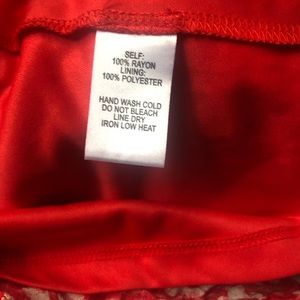 SELF:
100% RAYON
LINING:
100% POLYESTER
HAND WASH COLD
DO NOT BLEACH
LINE DRY
IRON LOW HEAT